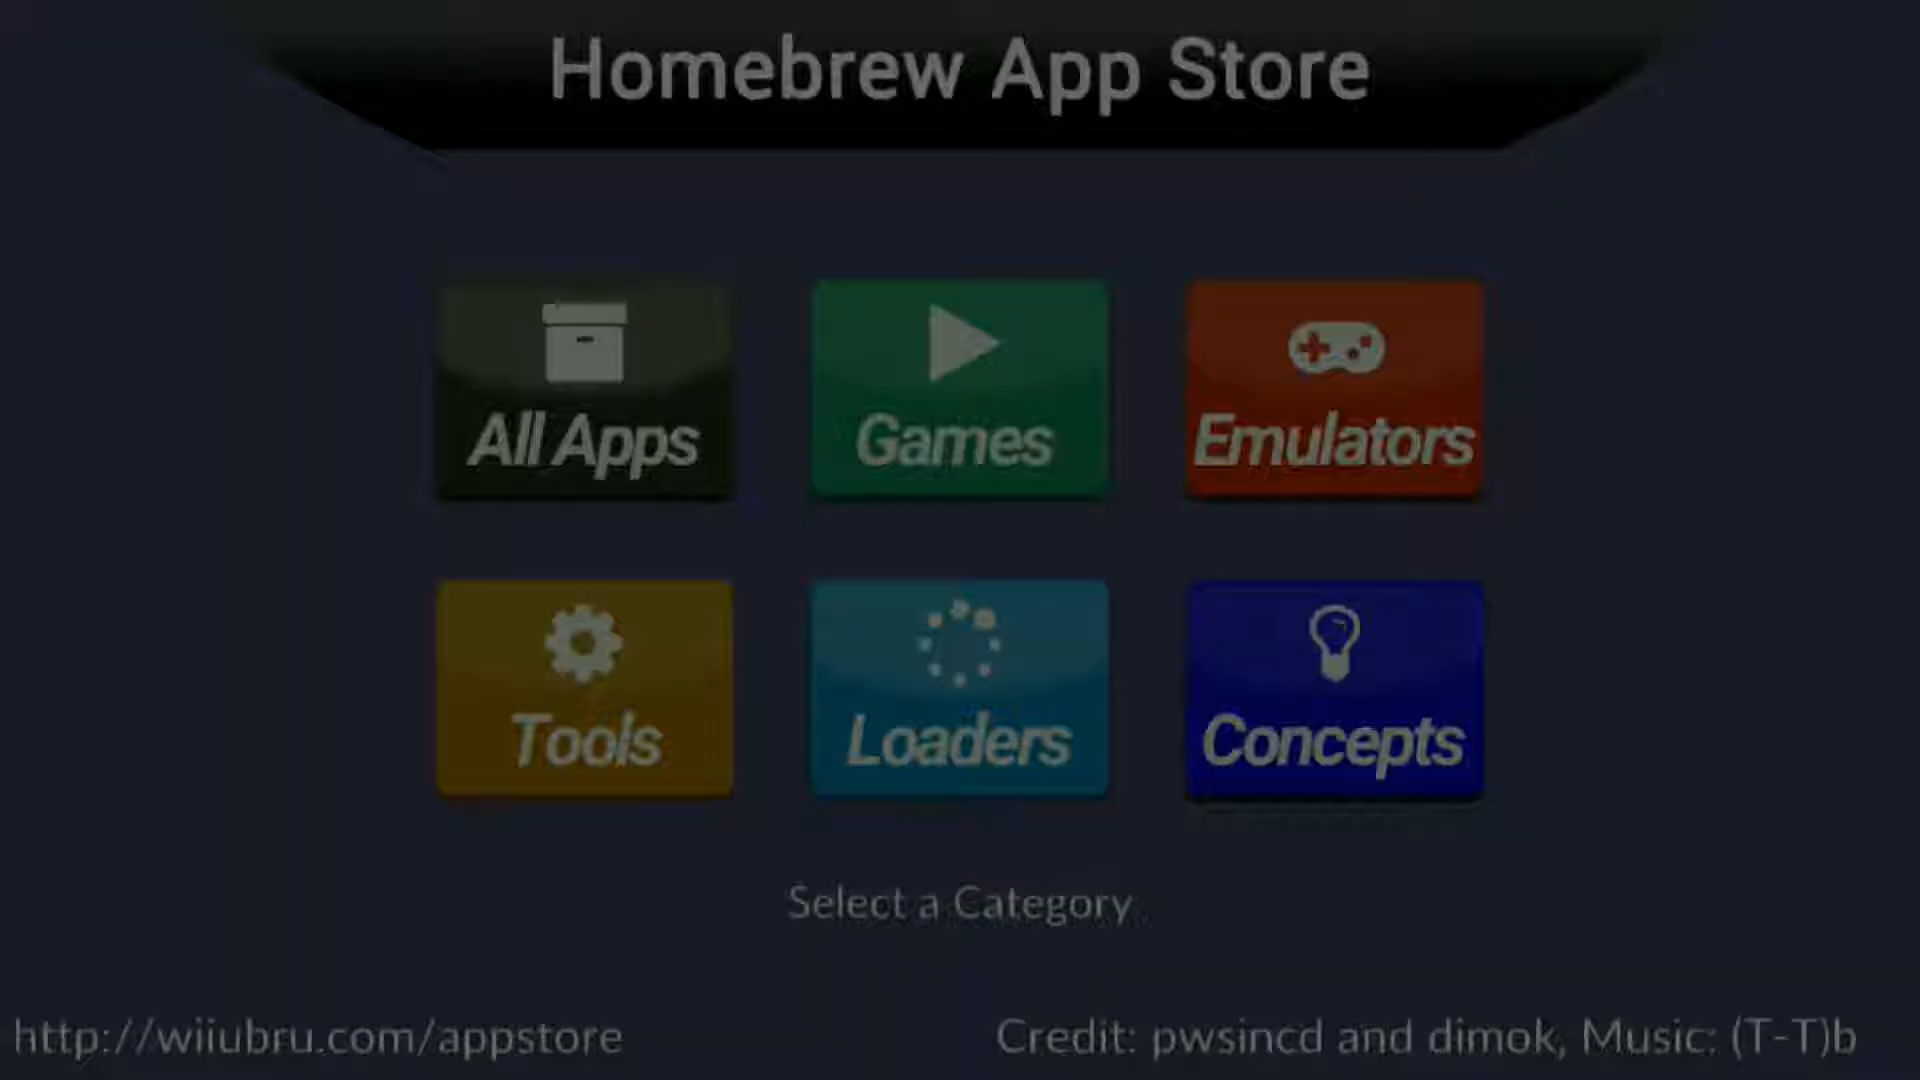 Homebrew App Store
All Apps
Games
Emulators
Tools
Loaders
Concepts
Select a Category
http://wiiubru.com/appstore
Credit: pwsincd and dimok, Music: (T-T)b